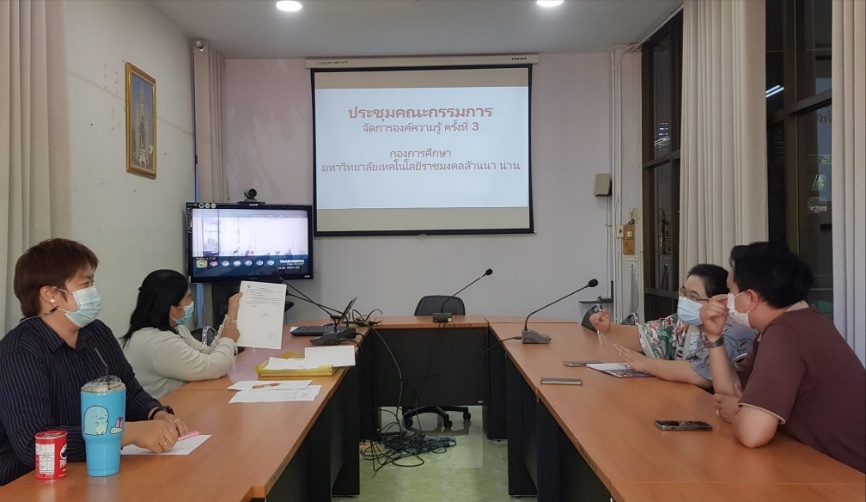 ประชุมคณะกรรมการ
จัดการองค์ความรู้ ครั้งที่ 3
กองการศึกษา
มหาวิทยาลัยเทคโนโลยีราชมงคลล้านนา น่าน